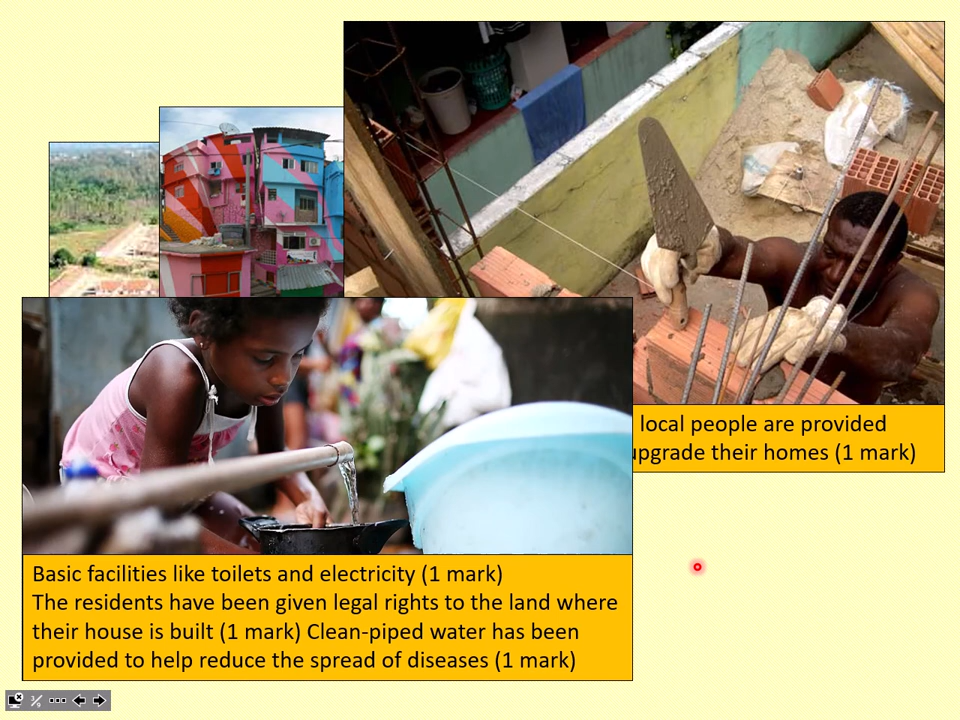 local people are provided
upgrade their homes (1 mark)
Basic facilities like toilets and electricity (1 mark)
The residents have been given legal rights to the land where
their house is built (1 mark) Clean-piped water has been
provided to help reduce the spread of diseases (1 mark)